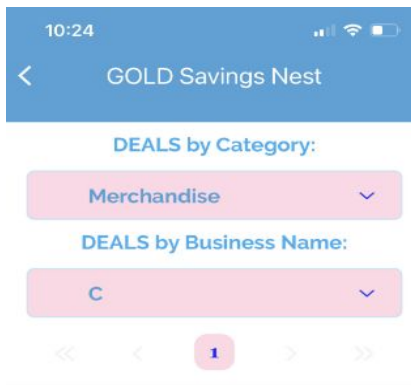 10:24
GOLD Savings Nest
DEALS by Category:
Merchandise
DEALS by Business Name:
C
1